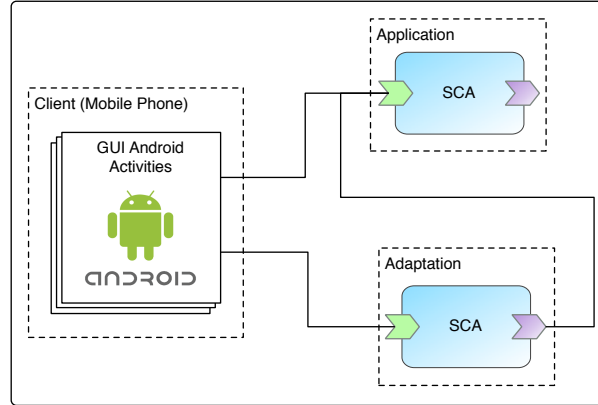 Application
SCA
Client (Mobile Phone)
GUI Android
Activities
ANDROID
Adaptation
SCA